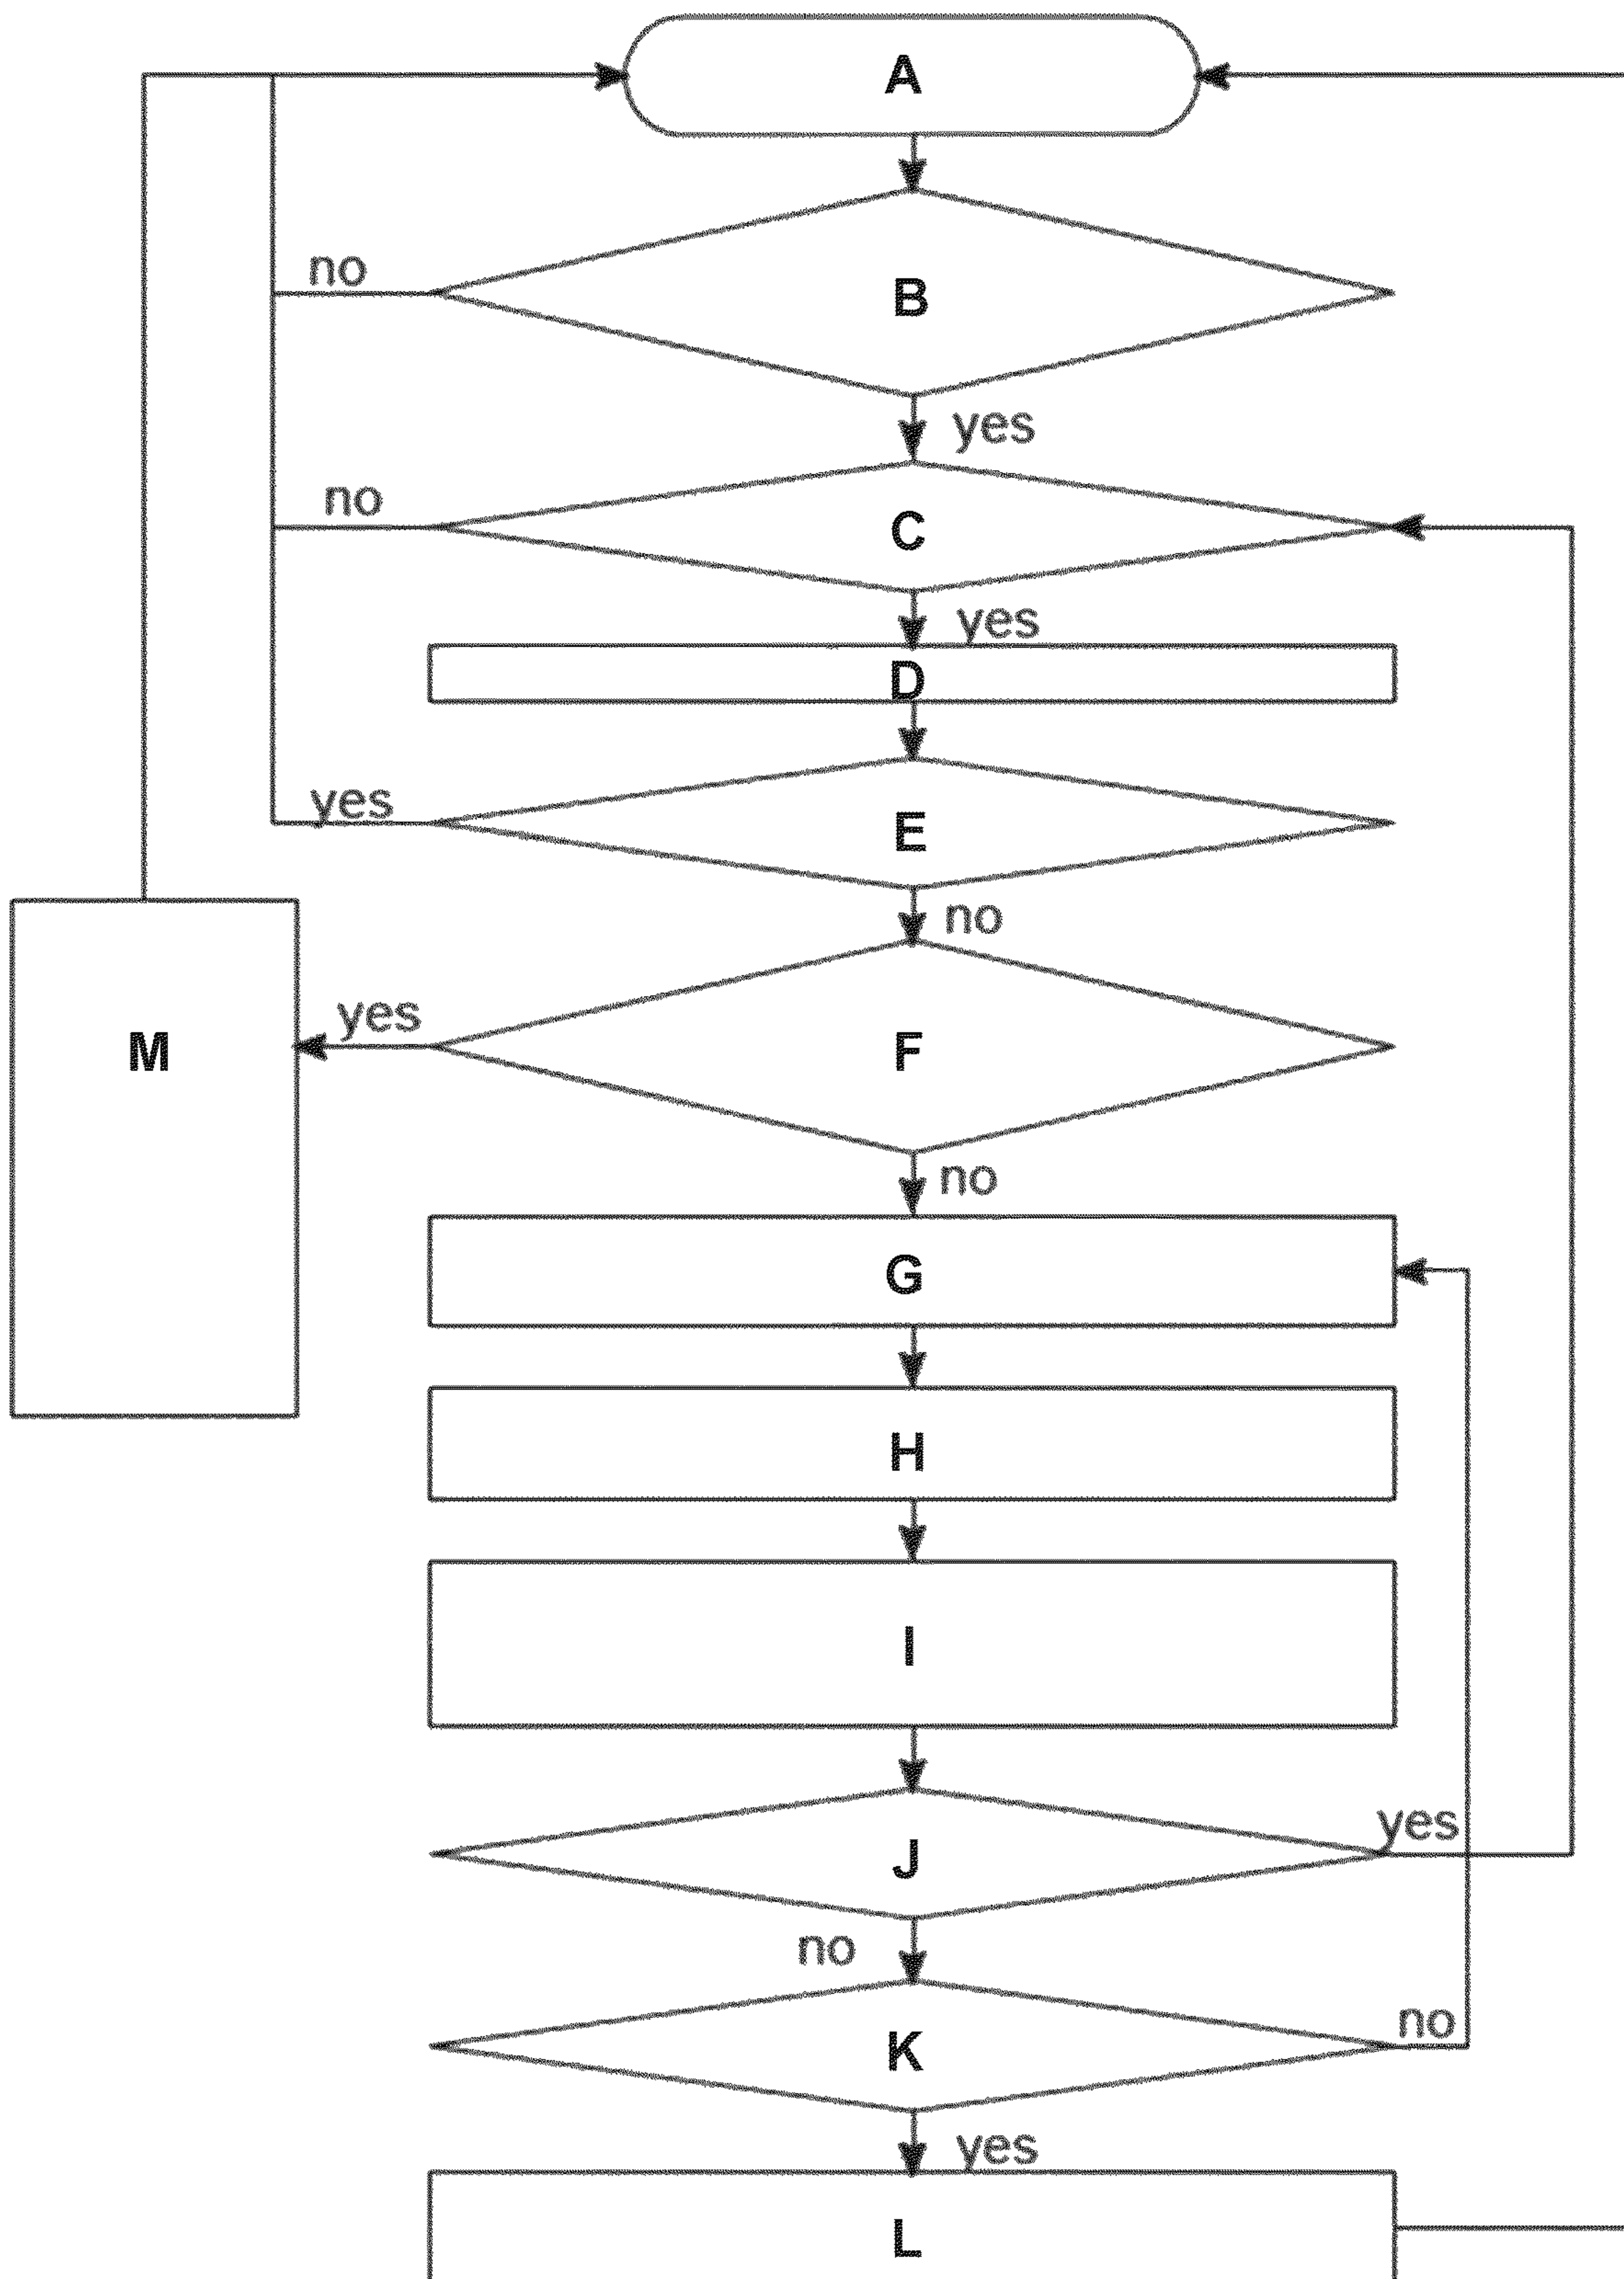 A
no
B
yes
no
C
yes
D
yes
E
no
yes
M
F
no
G
H
I
yes
J
no
no
K
yes
L